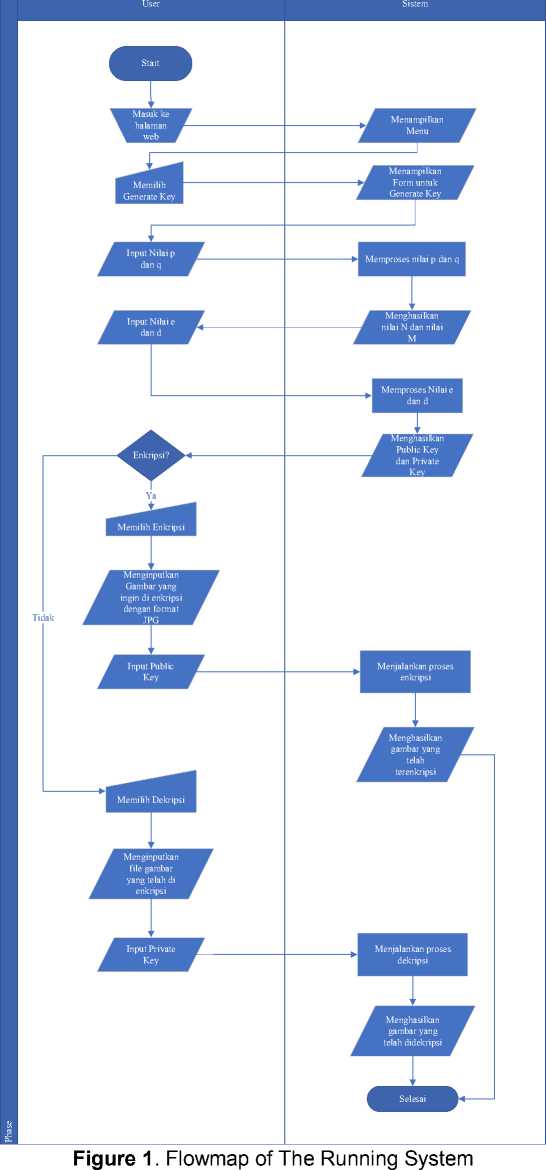 User
Sistem
Start
Masuk ke
halaman
web
Menampilkan
Menu
Memilih
Generate Key
Menampilkan
Form untuk
Generate Key
Input Nilai p
dan q
Memproses nilai p dan q
Input Nilai e
dan d
Menghasilkan
nilai N dan nilai
M
Memproses Nilai e
dan d
Enkripsi?
Menghasilkan
Public Key
dan Private
Key
Ya
Memilih Enkripsi
Menginputkan
Gambar yang
ingin di enkripsi
dengan format
JPG
Tidak
Input Public
Key
Menjalankan proses
enkripsi
Menghasilkan
gambar yang
telah
terenkripsi
Memilih Dekripsi
Menginputkan
file gambar
yang telah di
enkripsi
Input Private
Key
Menjalankan proses
dekripsi
Menghasilkan
gambar yang
telah didekripsi
Selesai
Phase
Figure 1. Flowmap of The Running System